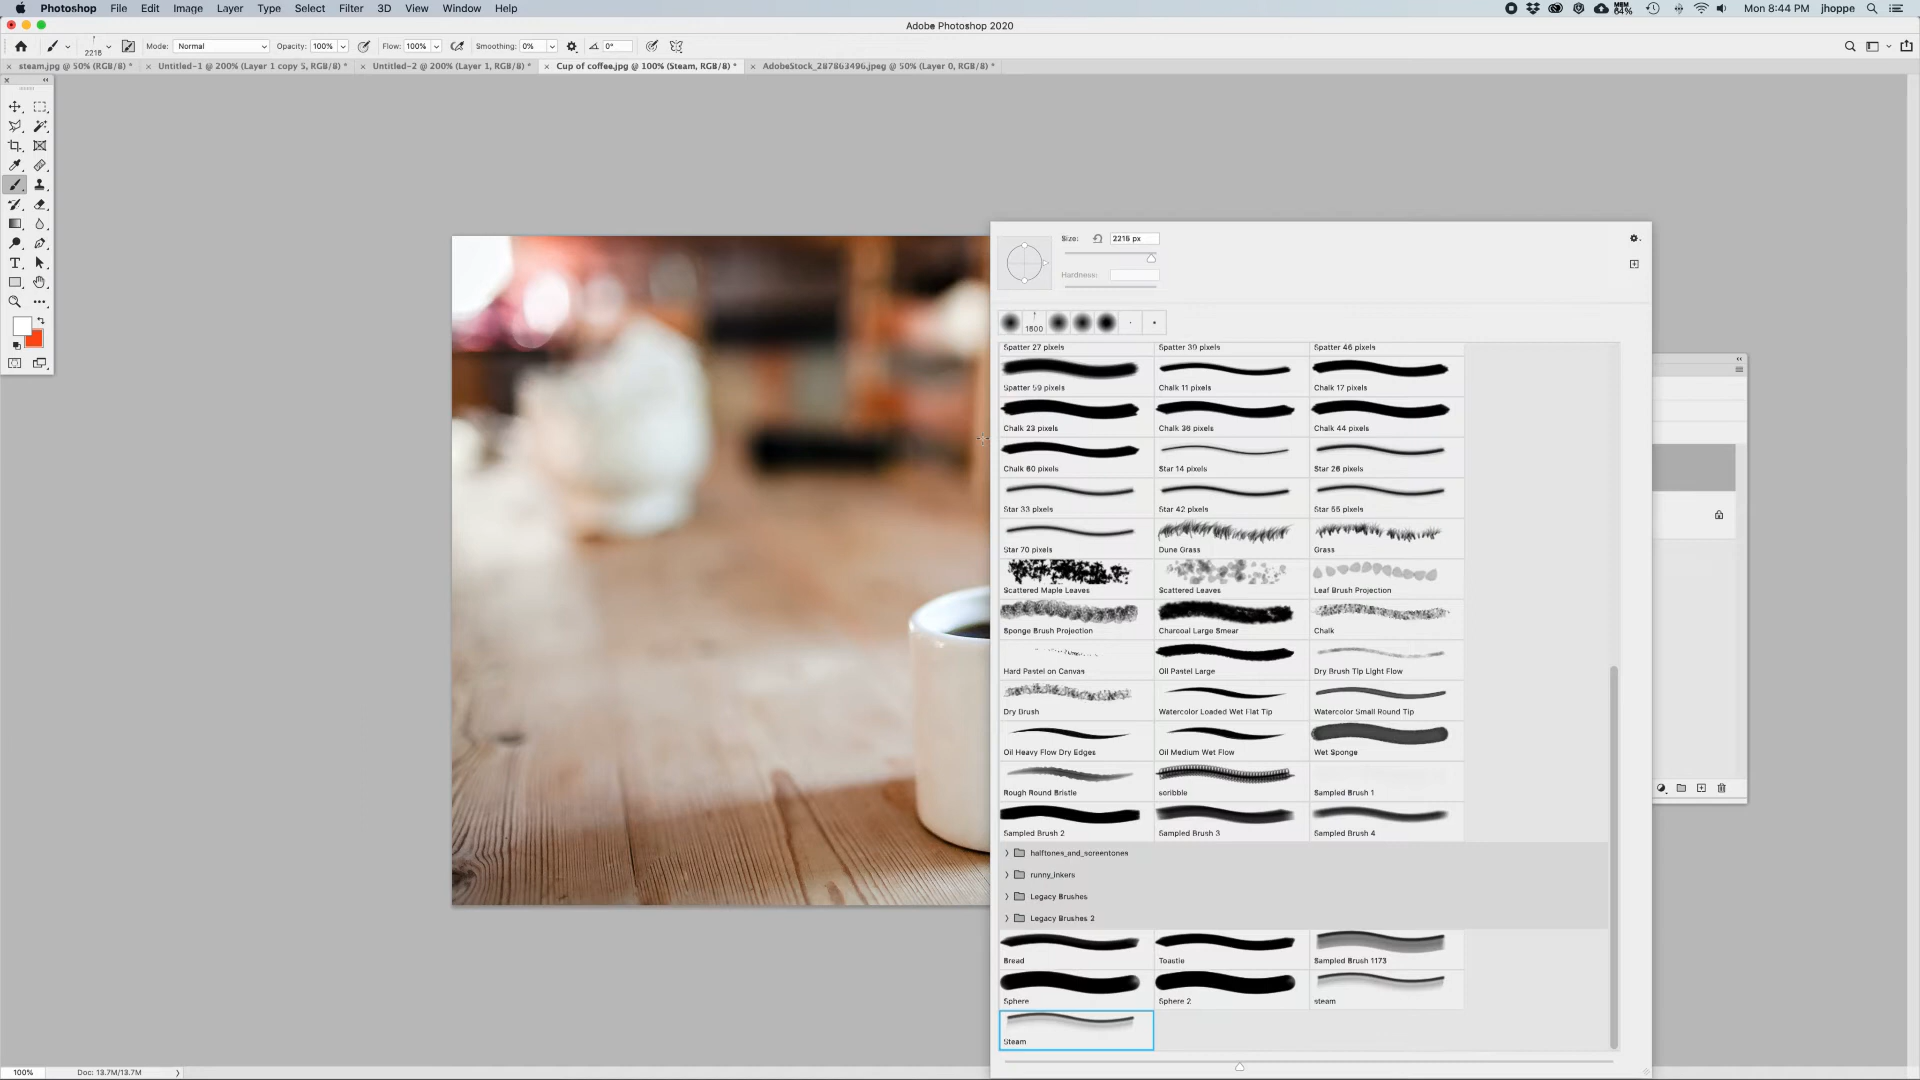 Photoshop File Edit Image Layer Type Select Filter 3D View Window Help MEM 64% Mon 8:44 PM jhoppe
Adobe Photoshop 2020
2216 Mode: Normal Opacity: 100% Flow: 100% Smoothing: 0% 0°
steam.jpg @ 50% (RGB/8) * Untitled-1 @ 200% (Layer 1 copy 5, RGB/8) * Untitled-2 @ 200% (Layer 1, RGB/8) * Cup of coffee.jpg @ 100% (Steam, RGB/8) * AdobeStock_287863496.jpeg @ 50% (Layer 0, RGB/8) *
Size: 2216 px
Hardness:
1800
Spatter 27 pixels Spatter 39 pixels Spatter 46 pixels
Spatter 59 pixels Chalk 11 pixels Chalk 17 pixels
Chalk 23 pixels Chalk 36 pixels Chalk 44 pixels
Chalk 60 pixels Star 14 pixels Star 26 pixels
Star 33 pixels Star 42 pixels Star 55 pixels
Star 70 pixels Dune Grass Grass
Scattered Maple Leaves Scattered Leaves Leaf Brush Projection
Sponge Brush Projection Charcoal Large Smear Chalk
Hard Pastel on Canvas Oil Pastel Large Dry Brush Tip Light Flow
Dry Brush Watercolor Loaded Wet Flat Tip Watercolor Small Round Tip
Oil Heavy Flow Dry Edges Oil Medium Wet Flow Wet Sponge
Rough Round Bristle scribble Sampled Brush 1
Sampled Brush 2 Sampled Brush 3 Sampled Brush 4
halftones_and_screentones
runny_inkers
Legacy Brushes
Legacy Brushes 2
Bread Toastie Sampled Brush 1173
Sphere Sphere 2 steam
Steam
100% Doc: 13.7M/13.7M